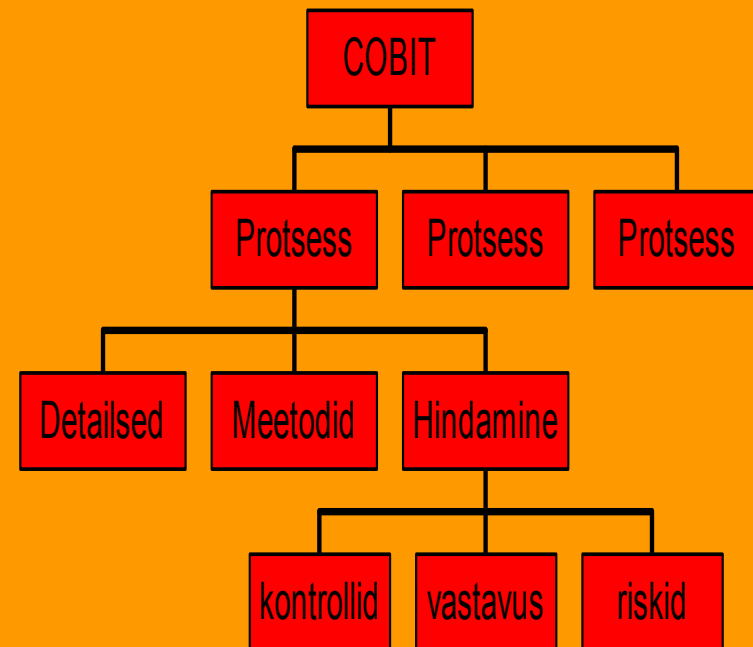 COBIT
Protsess
Protsess
Protsess
Detailsed
Meetodid
Hindamine
kontrollid
vastavus
riskid